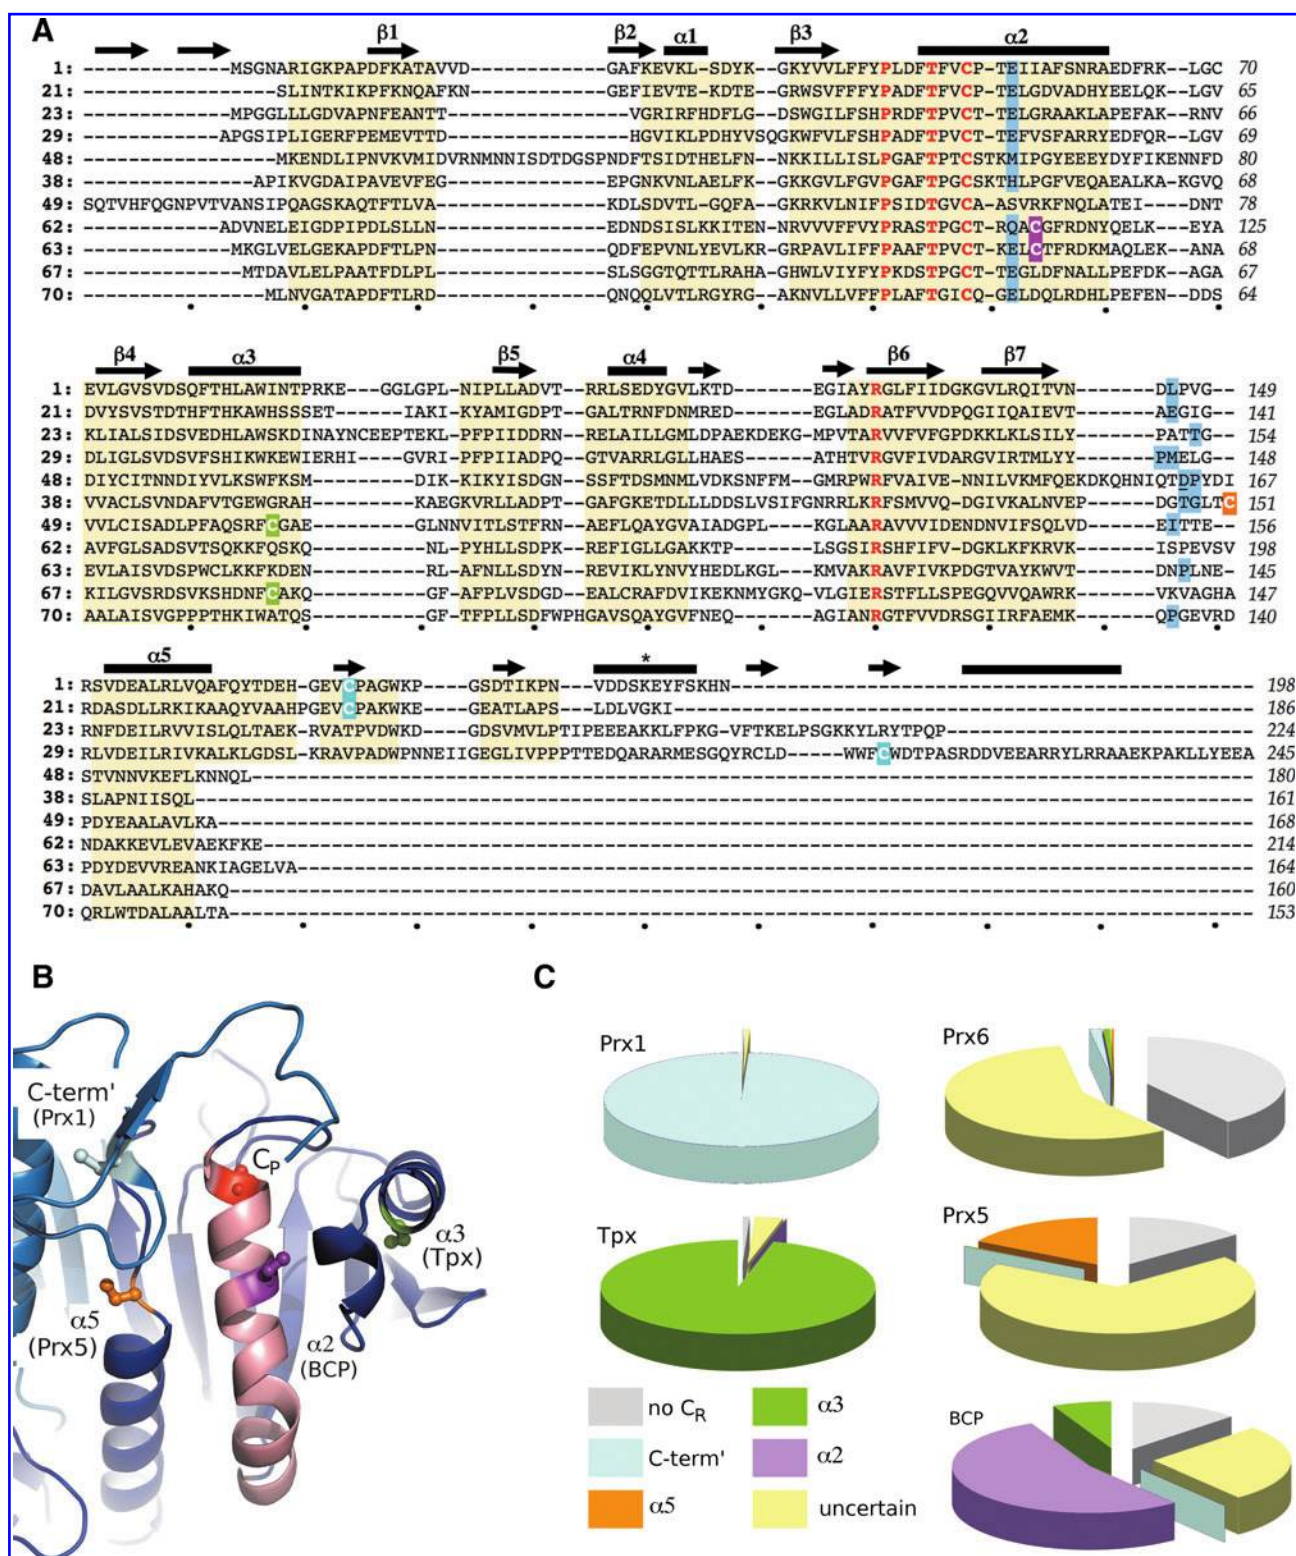 A
β1 β2 α1 β3 α2
1: -------------MSGNARIGKPAPDFKATAVVD------------GAFKEVKL-SDYK--GKYVVLFFYPLDFTFVCP-TEIIAFSNRAEDFRK--LGC 70
21: -----------------SLINTKIKPFKNQAFKN------------GEFIEVTE-KDTE--GRWSVFFFYPADFTFVCP-TELGDVADHYEELQK--LGV 65
23: -------------MPGGLLLGDVAPNFEANTT--------------VGRIRFHDFLG--DSWGILFSHPRDFTPVCT-TELGRAAKLAPEFAK--RNV 66
29: ------------APGSIPLIGERFPEMEVTTD--------------HGVIKLPDHYVSQGKWFVLFSHPADFTPVCT-TEFVSFARRYEDFQR--LGV 69
48: -----------------MKENDLIPNVKVMIDVRNMNNISDTDGSPNDFTSIDTHELFN--NKKILLISLPGAFTPTCSTKMIPGYEEEYDYFIKENNFD 80
38: ---------------APIKVGDAIPAVEVFEG--------------EPGNKVNLAELFK--GKKGVLFGVPGAFTPGCSKTHLPGFVEQAEALKA-KGVQ 68
49: SQTVHFQGNPVTVANSIPQAGSKAQTFTLVA--------------KDLSDVTL-GQFA--GKRKVLNIFPSIDTGVCA-ASVRKFNQLATEI---DNT 78
62: ------------ADVNELEIGDPIPDLSLLN---------------EDNDSISLKKITEN-NRVVVFFVYPRASTPGCT-RQACGFRDNYQELK---EYA 125
63: -------------MKGLVELGEKAPDFTLPN---------------QDFEPVNLYEVLKR-GRPAVLIFFPAAFTPVCT-KELCTFRDKMAQLEK--ANA 68
67: -------------MTDAVLELPAATFDLPL---------------SLSGGTQTTLRAHA-GHWLVIYFYPKDSTPGCT-TEGLDFNALLPEFDK--AGA 67
70: ----------------MLNVGATAPDFTLRD---------------QNQQLVTLRGYRG--AKNVLLVFFPLAFTGICQ-GELDQLRDHLPEFEN--DDS 64
β4 α3 β5 α4 β6 β7
1: EVLGVSVDSQFTHLAWINTPRKE---GGLGPL-NIPLLADVT--RRLSEDYGVLKTD--------EGIAYRGLFIIDGKGVLRQITVN-------DLPVG- 149
21: DVYSVSTDTHFTHKAWHSSSET-----IAKI-KYAMIGDPT--GALTRNFDNMRED--------EGLADRATFVVDPQGIIQAIEVT-------AEGIG- 141
23: KLIALSIDSVEDHLAWSKDINAYNCEEPTEKL-PFPIIDDRN--RELAILLGMLDPAEKDEKG-MPVTARVVFVFGPDKKLKLSILY-------PATTG- 154
29: DLIGLSVDSVFSHIKWKEWIERHI---GVRI-PFPIIADPQ--GTVARRLGLLHAES-----ATHTVRGVFIVDARGVIRTMLYY-------PMELG- 148
48: DIYCITNNDIYVLKSWFKSM-----DIKKIKYISDGN--SSFTDSMNMLVDKSNFFM--GMRPWRFVAIVENNILVKMFQEKDKQHNIQTDPYDI 167
38: VVACLSVNDAFVTGEWGRAH-----KAEGKVRLLADPT--GAFGKETDLLLDDSLVSIFGNRRLKRFSMVVQ-DGIVKALNVEP------DGTGLTC 151
49: VVLCISADLPFAQSRFCGAE------GLNNVITLSTFRN--AEFLQAYGVAIADGPL----KGLAARAVVVIDENDNVIFSQLVD------EITTE- 156
62: AVFGLSADSVTSQKKFQSKQ-------NL-PYHLLSDPK--REFIGLLGAKKTP-----LSGSIRSHFIFV-DGKLKFKRVK-------ISPEVSV 198
63: EVLAISVDSPWCLKKFKDEN-------RL-AFNLLSDYN--REVIKLYNVYHEDLKGL--KMVAKRAVFIVKPDGTVAYKWVT-------DNPLNE- 145
67: KILGVSRDSVKSHDNFCAKQ-------GF-AFPLVSDGD--EALCRAFDVIKEKNMYGKQ-VLGIERSTFLLSPEGQVVQAWRK-------VKVAGHA 147
70: AALAISVGPPPTHKIWATQS-------GF-TFPLLSDFWPHGAVSQAYGVFNEQ------AGIANRGTFVVDRSGIIRFAEMK-------QPGEVRD 140
α5 *
1: RSVDEALRLVQAFQYTDEH-GEVCPAGWKP----GSDTIKPN---VDDSKEYFSKHN--------------------------------------------- 198
21: RDASDLLRKIKAAQYVAAHPGEVCPAKWKE----GEATLAPS---LDLVGKI------------------------------------------------- 186
23: RNFDEILRVVISLQLTAEK-RVATPVDWKD----GDSVMVLPTIPEEEAKKLFPKG-VFTKELPSGKKYLRYTPQP-------------------------- 224
29: RLVDEILRIVKALKLGDSL-KRAVPADWPNNEIIGEGLIVPPPTTEDQARARMESGQYRCLD-----WWFCWDTPASRDDVEEARRYLRRAAEKPAKLLYEEA 245
48: STVNNVKEFLKNNQL--------------------------------------------------------------------------------------- 180
38: SLAPNIISQL-------------------------------------------------------------------------------------------- 161
49: PDYEAALAVLKA------------------------------------------------------------------------------------------ 168
62: NDAKKEVLEVAEKFKE-------------------------------------------------------------------------------------- 214
63: PDYDEVVREANKIAGELVA----------------------------------------------------------------------------------- 164
67: DAVLAALKAHAKQ----------------------------------------------------------------------------------------- 160
70: QRLWTDALAALTA----------------------------------------------------------------------------------------- 153
B
C-term'
(Prx1)
CP
α3
(Tpx)
α5
(Prx5)
α2
(BCP)
C
Prx1
Prx6
Tpx
Prx5
BCP
no CR
α3
C-term'
α2
α5
uncertain